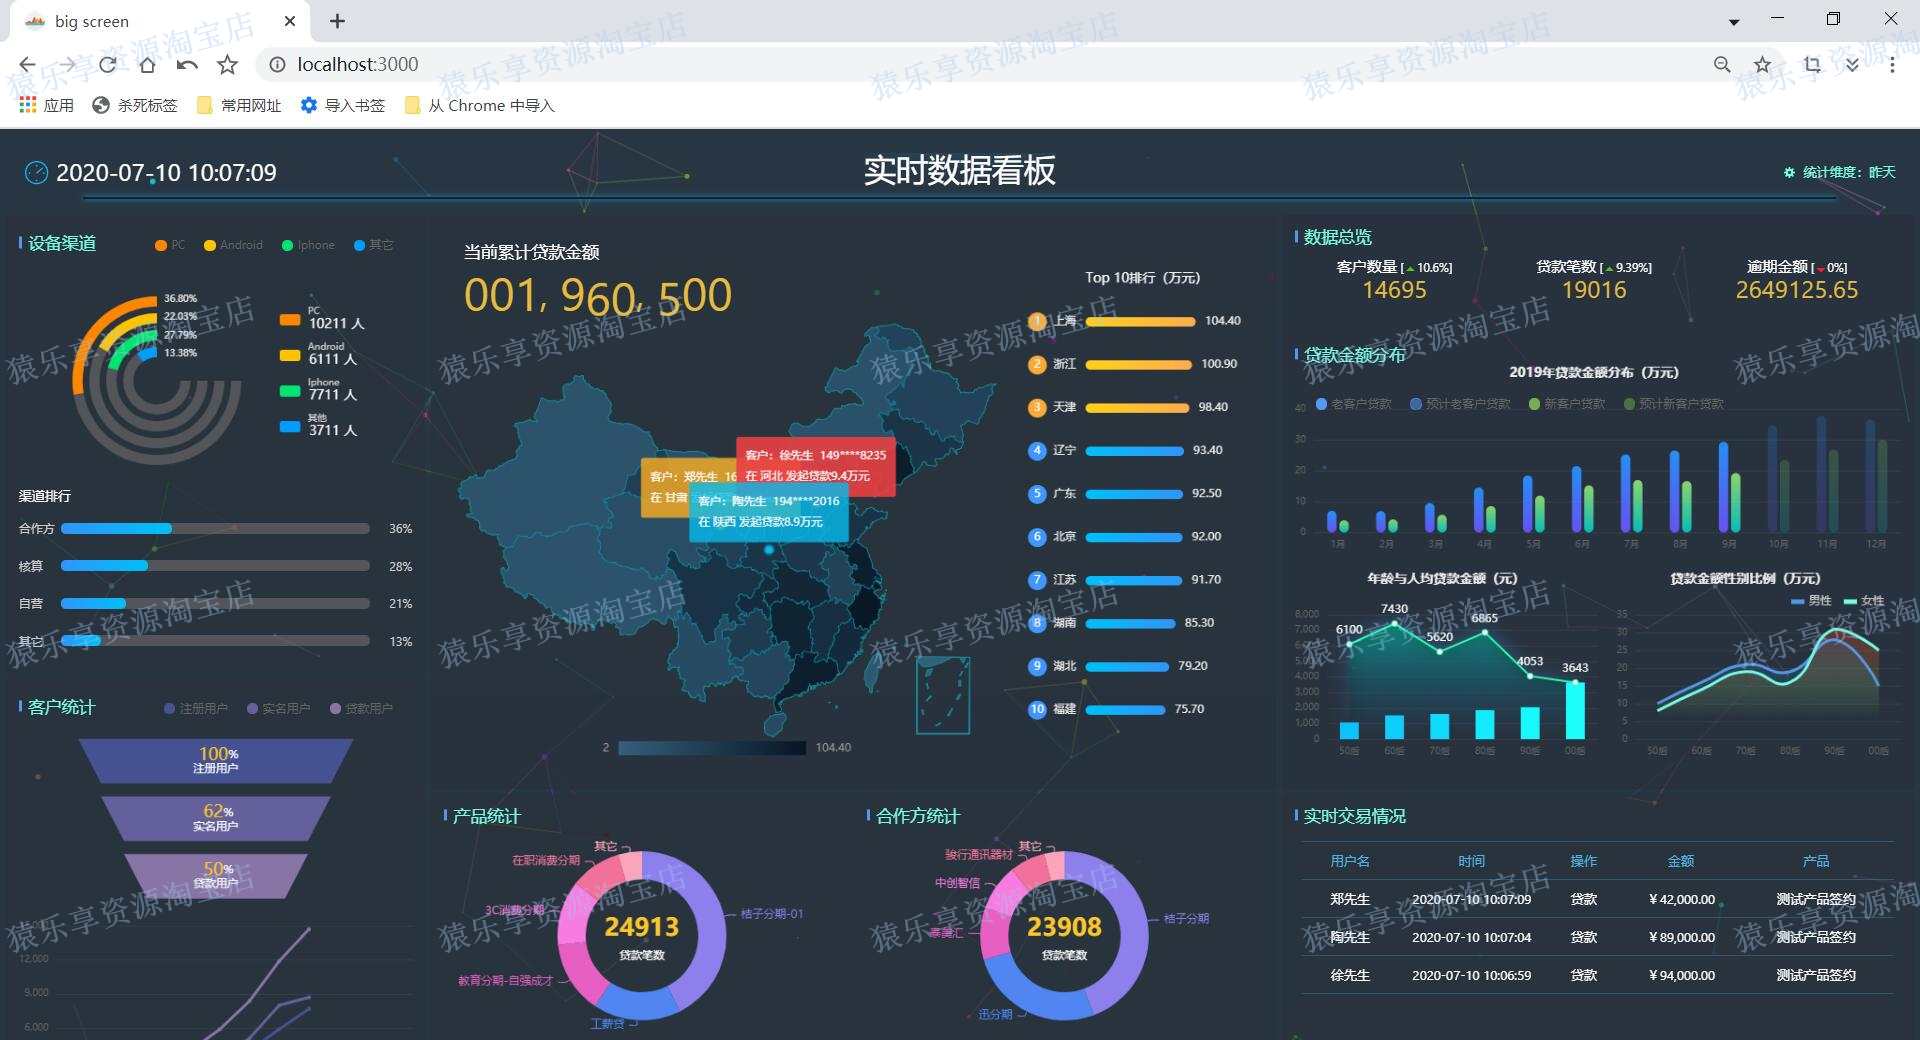 big screen
localhost:3000
应用
杀死标签
常用网址
导入书签
从 Chrome 中导入
2020-07-10 10:07:09
实时数据看板
统计维度：昨天
设备渠道
PC
Android
Iphone
其它
36.80%
22.03%
27.79%
13.38%
PC
10211 人
Android
6111 人
Iphone
7711 人
其他
3711 人
渠道排行
合作方 36%
核算 28%
自营 21%
其它 13%
客户统计
注册用户
实名用户
贷款用户
100%
注册用户
62%
实名用户
50%
贷款用户
12,000
9,000
6,000
当前累计贷款金额
001, 960, 500
客户：郑先生 16
在 甘肃
客户：徐先生 149****8235
在 河北 发起贷款9.4万元
客户：陶先生 194****2016
在 陕西 发起贷款8.9万元
2
104.40
Top 10排行（万元）
1 上海 104.40
2 浙江 100.90
3 天津 98.40
4 辽宁 93.40
5 广东 92.50
6 北京 92.00
7 江苏 91.70
8 湖南 85.30
9 湖北 79.20
10 福建 75.70
产品统计
其它
在职消费分期
3C消费分期
教育分期-自强成才
工薪贷
桔子分期-01
24913
贷款笔数
合作方统计
其它
骏行通讯器材
中创智信
桔子分期
迅分期
23908
贷款笔数
数据总览
客户数量 [ 10.6%]
14695
贷款笔数 [ 9.39%]
19016
逾期金额 [ 0%]
2649125.65
贷款金额分布
2019年贷款金额分布（万元）
老客户贷款
预计老客户贷款
新客户贷款
预计新客户贷款
40
30
20
10
0
1月 2月 3月 4月 5月 6月 7月 8月 9月 10月 11月 12月
年龄与人均贷款金额（元）
8,000
7,000
6,000
5,000
4,000
3,000
2,000
1,000
0
6100
7430
5620
6865
4053
3643
50后 60后 70后 80后 90后 00后
贷款金额性别比例（万元）
男性
女性
35
30
25
20
15
10
5
0
50后 60后 70后 80后 90后 00后
实时交易情况
用户名 时间 操作 金额 产品
郑先生 2020-07-10 10:07:09 贷款 ¥ 42,000.00 测试产品签约
陶先生 2020-07-10 10:07:04 贷款 ¥ 89,000.00 测试产品签约
徐先生 2020-07-10 10:06:59 贷款 ¥ 94,000.00 测试产品签约
猿乐享资源淘宝店